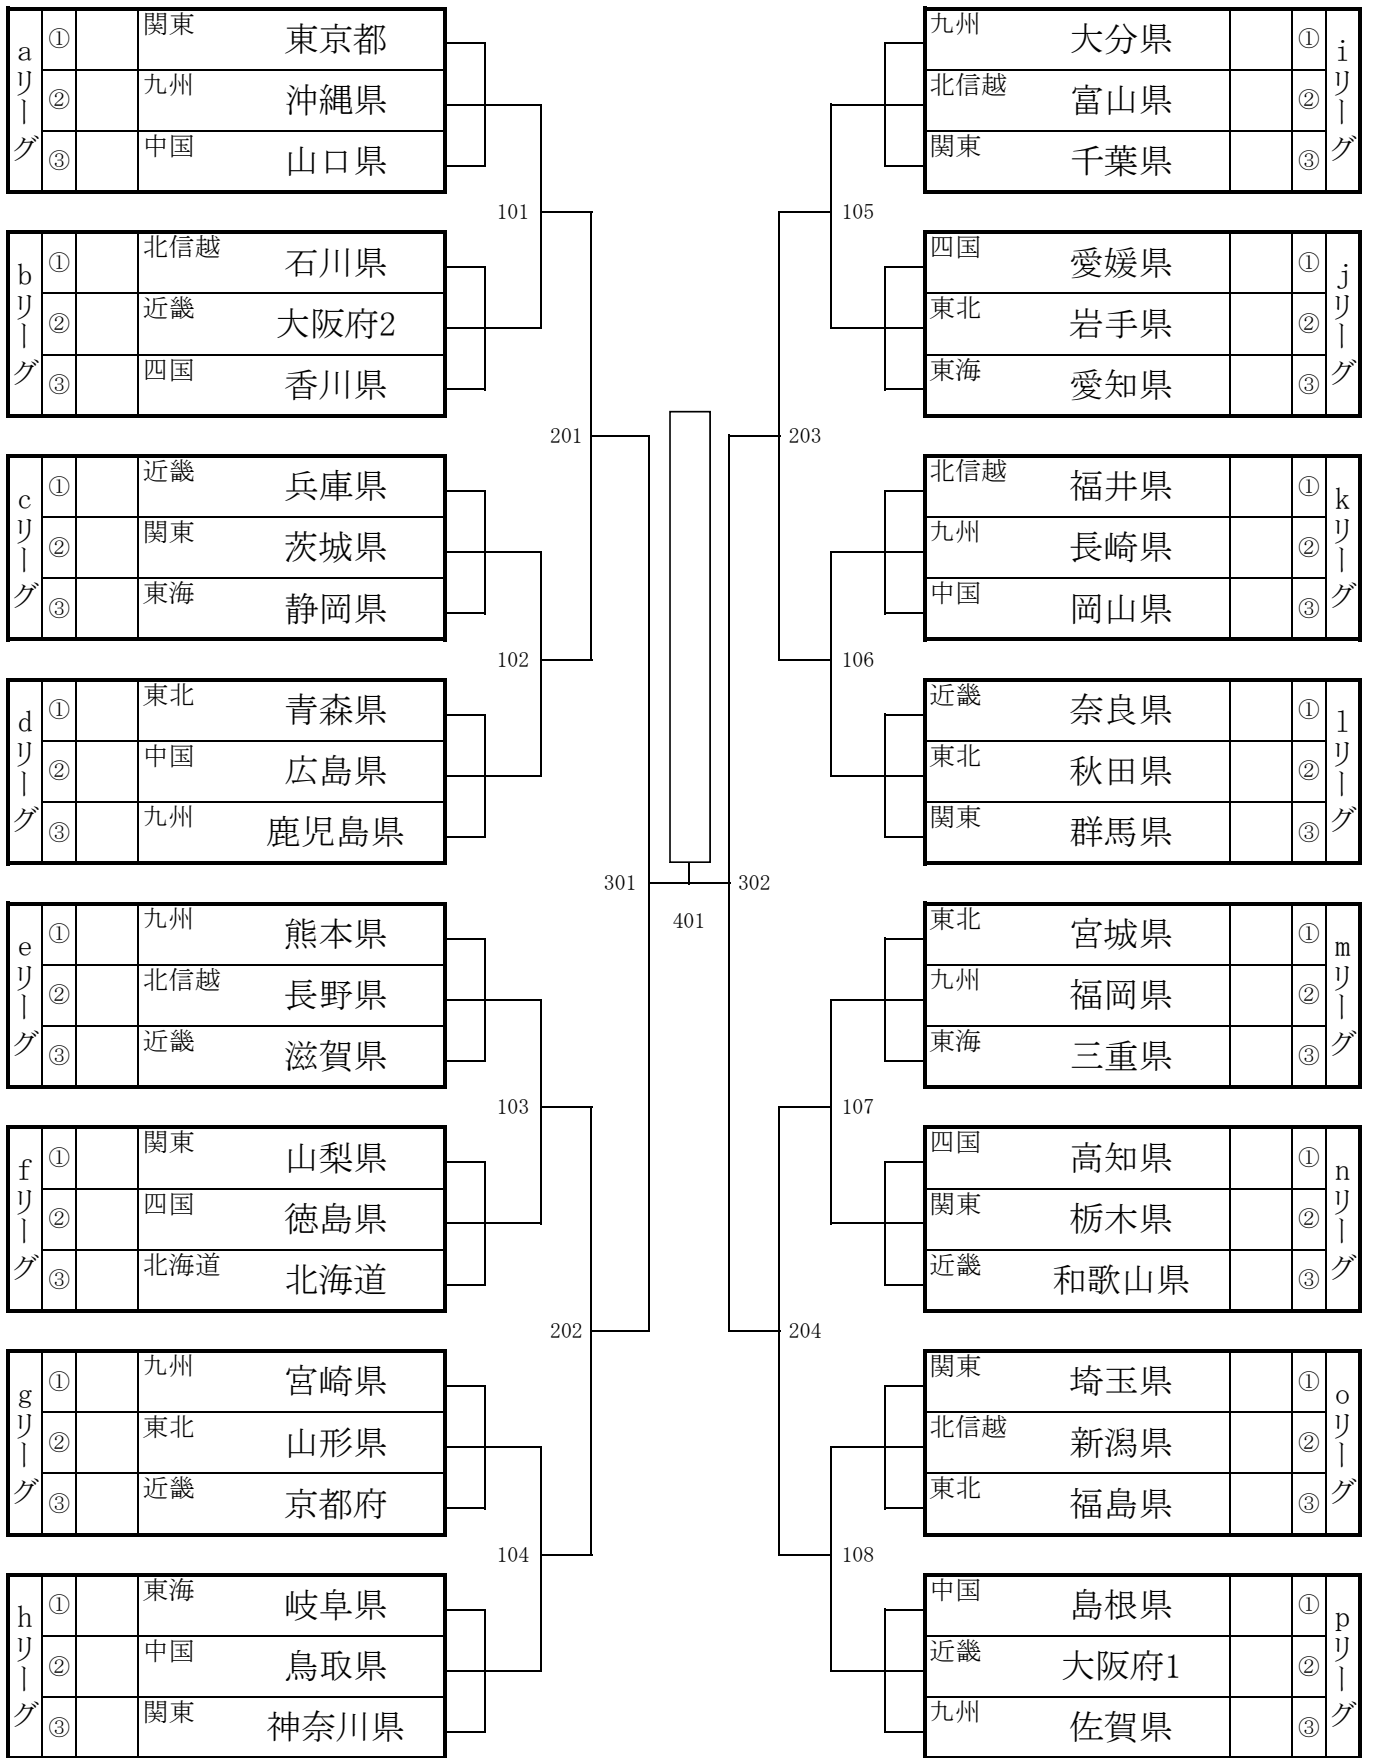 aリーグ
① 関東 東京都
② 九州 沖縄県
③ 中国 山口県
101
bリーグ
① 北信越 石川県
② 近畿 大阪府2
③ 四国 香川県
201
cリーグ
① 近畿 兵庫県
② 関東 茨城県
③ 東海 静岡県
102
dリーグ
① 東北 青森県
② 中国 広島県
③ 九州 鹿児島県
301
eリーグ
① 九州 熊本県
② 北信越 長野県
③ 近畿 滋賀県
103
fリーグ
① 関東 山梨県
② 四国 徳島県
③ 北海道 北海道
202
gリーグ
① 九州 宮崎県
② 東北 山形県
③ 近畿 京都府
104
hリーグ
① 東海 岐阜県
② 中国 鳥取県
③ 関東 神奈川県
401
九州 大分県 ①
北信越 富山県 ②
関東 千葉県 ③
iリーグ
105
四国 愛媛県 ①
東北 岩手県 ②
東海 愛知県 ③
jリーグ
203
北信越 福井県 ①
九州 長崎県 ②
中国 岡山県 ③
kリーグ
106
近畿 奈良県 ①
東北 秋田県 ②
関東 群馬県 ③
lリーグ
302
東北 宮城県 ①
九州 福岡県 ②
東海 三重県 ③
mリーグ
107
四国 高知県 ①
関東 栃木県 ②
近畿 和歌山県 ③
nリーグ
204
関東 埼玉県 ①
北信越 新潟県 ②
東北 福島県 ③
oリーグ
108
中国 島根県 ①
近畿 大阪府1 ②
九州 佐賀県 ③
pリーグ